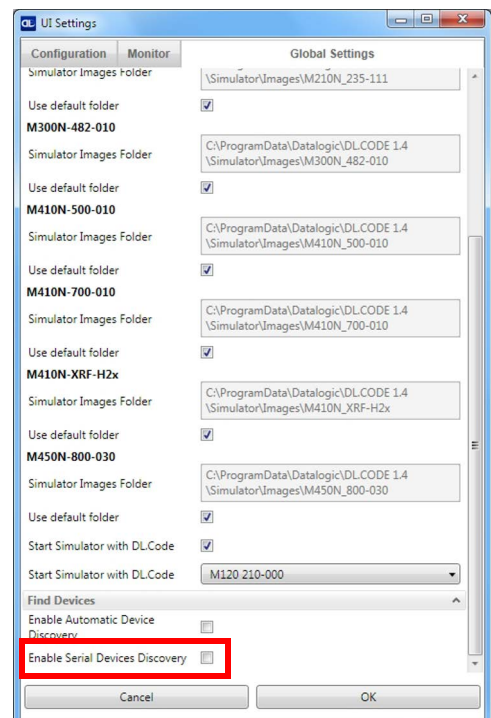 UI Settings
Configuration Monitor Global Settings
Simulator Images Folder \Simulator\Images\M210N_235-111
Use default folder
M300N-482-010
C:\ProgramData\Datalogic\DL.CODE 1.4
Simulator Images Folder
\Simulator\Images\M300N_482-010
Use default folder
M410N-500-010
C:\ProgramData\Datalogic\DL.CODE 1.4
Simulator Images Folder
\Simulator\Images\M410N_500-010
Use default folder
M410N-700-010
C:\ProgramData\Datalogic\DL.CODE 1.4
Simulator Images Folder
\Simulator\Images\M410N_700-010
Use default folder
M410N-XRF-H2x
C:\ProgramData\Datalogic\DL.CODE 1.4
Simulator Images Folder
\Simulator\Images\M410N_XRF-H2x
Use default folder
M450N-800-030
C:\ProgramData\Datalogic\DL.CODE 1.4
Simulator Images Folder
\Simulator\Images\M450N_800-030
Use default folder
Start Simulator with DL.Code
Start Simulator with DL.Code M120 210-000
Find Devices
Enable Automatic Device
Discovery
Enable Serial Devices Discovery
Cancel OK